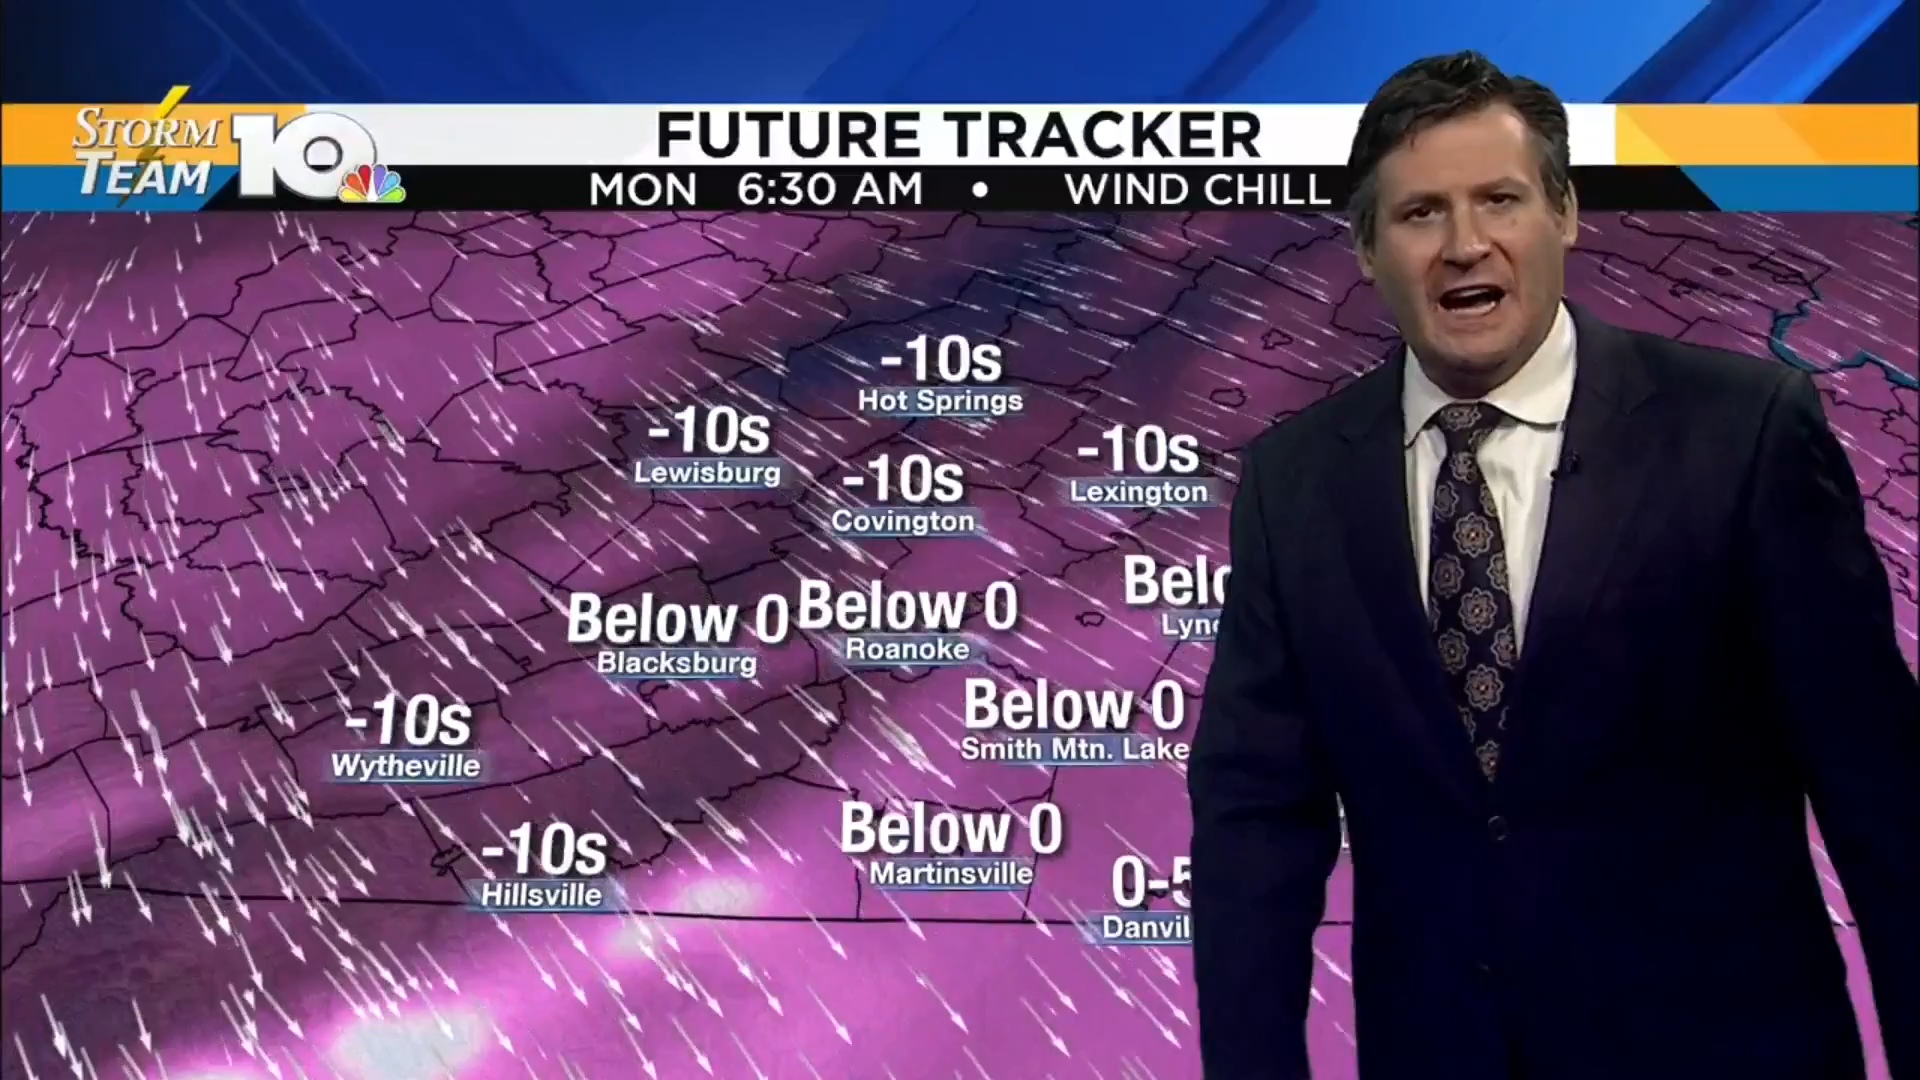 STORM
TEAM
10
FUTURE TRACKER
MON 6:30 AM • WIND CHILL
-10s
Hot Springs
-10s
Lewisburg
-10s
Lexington
-10s
Covington
Below 0
Blacksburg
Below 0
Roanoke
Below 0
Smith Mtn. Lake
-10s
Wytheville
-10s
Hillsville
Below 0
Martinsville